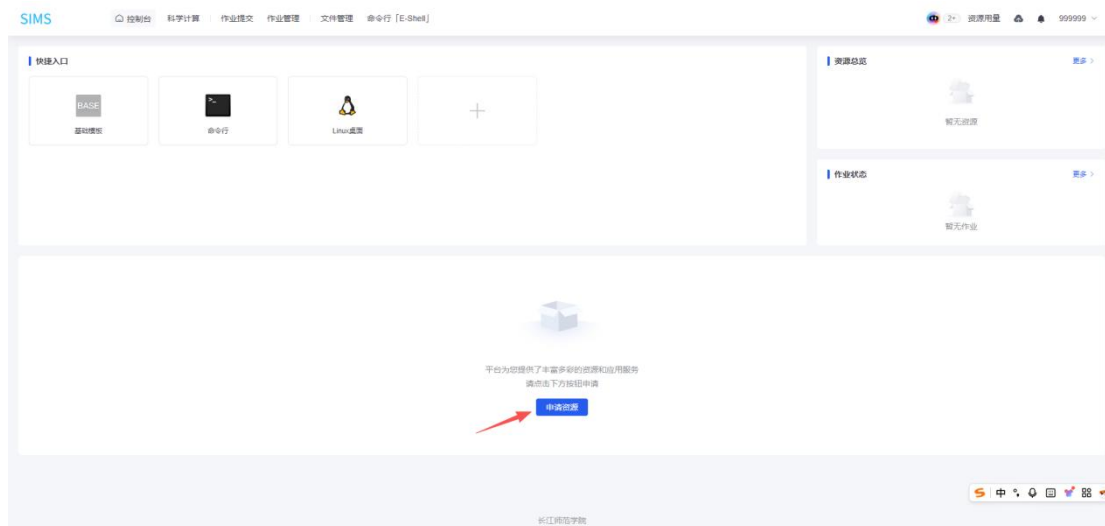 SIMS 控制台 科学计算 作业提交 作业管理 文件管理 命令行「E-Shell」 2+ 资源用量 999999
快捷入口
BASE
基础模板
>_
命令行
Linux桌面
资源总览 更多 >
暂无资源
作业状态 更多 >
暂无作业
平台为您提供了丰富多彩的资源和应用服务
请点击下方按钮申请
申请资源
中
长江师范学院